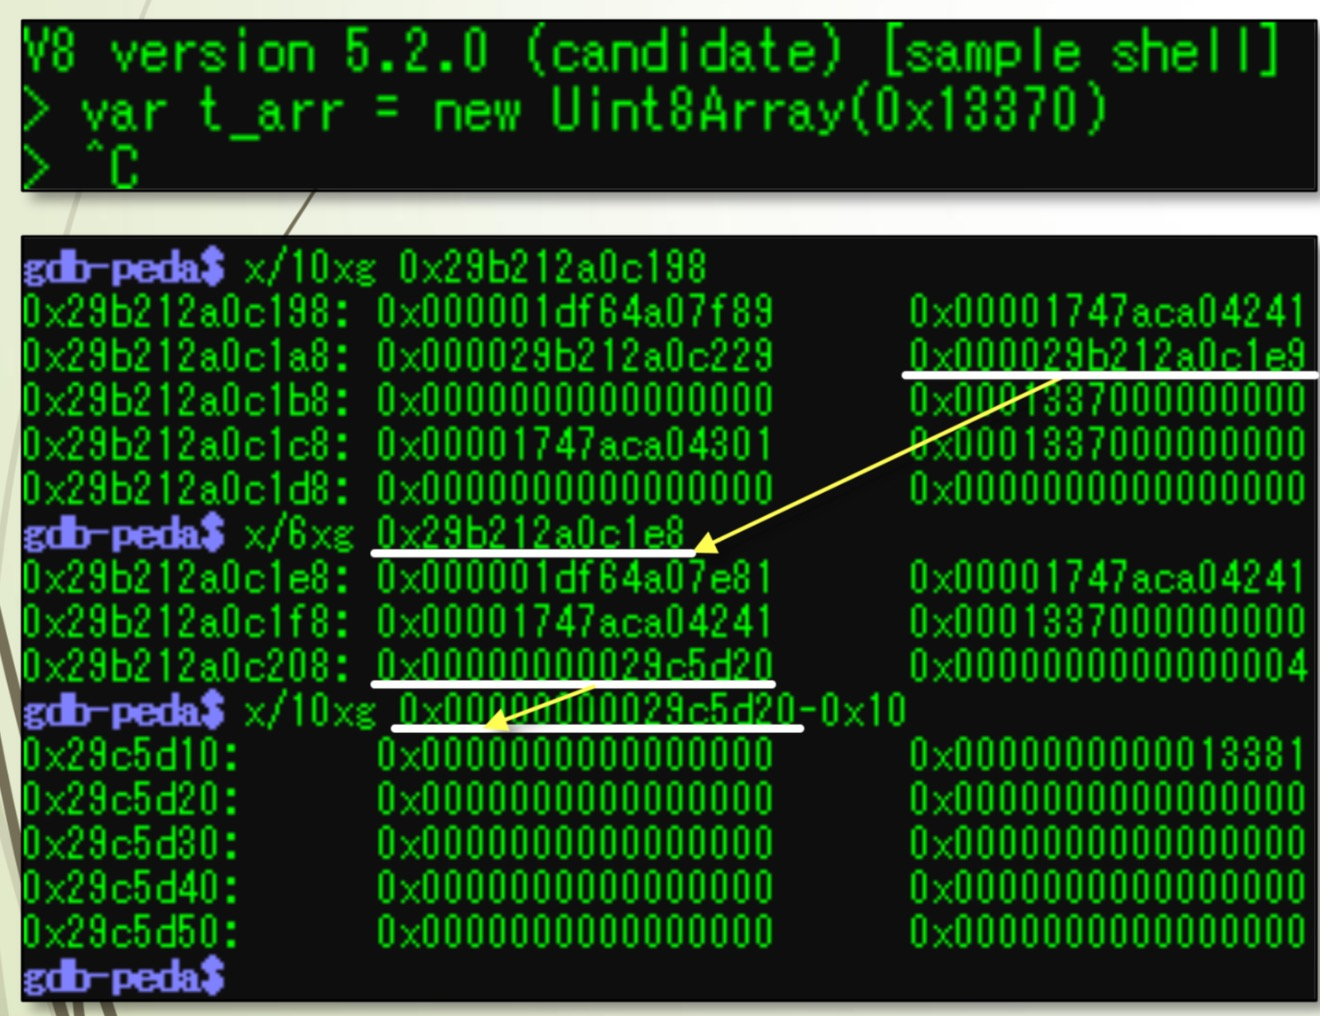 V8 version 5.2.0 (candidate) [sample shell]
> var t_arr = new Uint8Array(0x13370)
> ^C
gdb-peda$ x/10xg 0x29b212a0c198
0x29b212a0c198: 0x000001df64a07f89 0x00001747aca04241
0x29b212a0c1a8: 0x000029b212a0c229 0x000029b212a0c1e9
0x29b212a0c1b8: 0x0000000000000000 0x0001337000000000
0x29b212a0c1c8: 0x00001747aca04301 0x0001337000000000
0x29b212a0c1d8: 0x0000000000000000 0x0000000000000000
gdb-peda$ x/6xg 0x29b212a0c1e8
0x29b212a0c1e8: 0x000001df64a07e81 0x00001747aca04241
0x29b212a0c1f8: 0x00001747aca04241 0x0001337000000000
0x29b212a0c208: 0x00000000029c5d20 0x0000000000000004
gdb-peda$ x/10xg 0x00000000029c5d20-0x10
0x29c5d10: 0x0000000000000000 0x0000000000013381
0x29c5d20: 0x0000000000000000 0x0000000000000000
0x29c5d30: 0x0000000000000000 0x0000000000000000
0x29c5d40: 0x0000000000000000 0x0000000000000000
0x29c5d50: 0x0000000000000000 0x0000000000000000
gdb-peda$